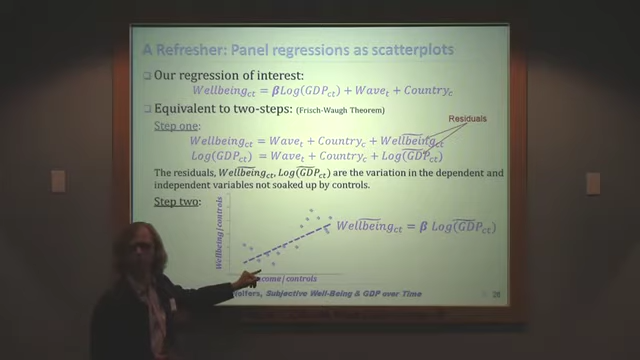 A Refresher: Panel regressions as scatterplots
Our regression of interest:
Wellbeing_ct = βLog(GDP_ct) + Wave_t + Country_c
Equivalent to two-steps: (Frisch-Waugh Theorem)
Step one:
Residuals
Wellbeing_ct = Wave_t + Country_c + Wellbeing_ct
Log(GDP_ct) = Wave_t + Country_c + Log(GDP_ct)
The residuals, Wellbeing_ct, Log(GDP_ct) are the variation in the dependent and
independent variables not soaked up by controls.
Step two:
Wellbeing|controls
Wellbeing_ct = β Log(GDP_ct)
ncome|controls
olfers, Subjective Well-Being & GDP over Time
26